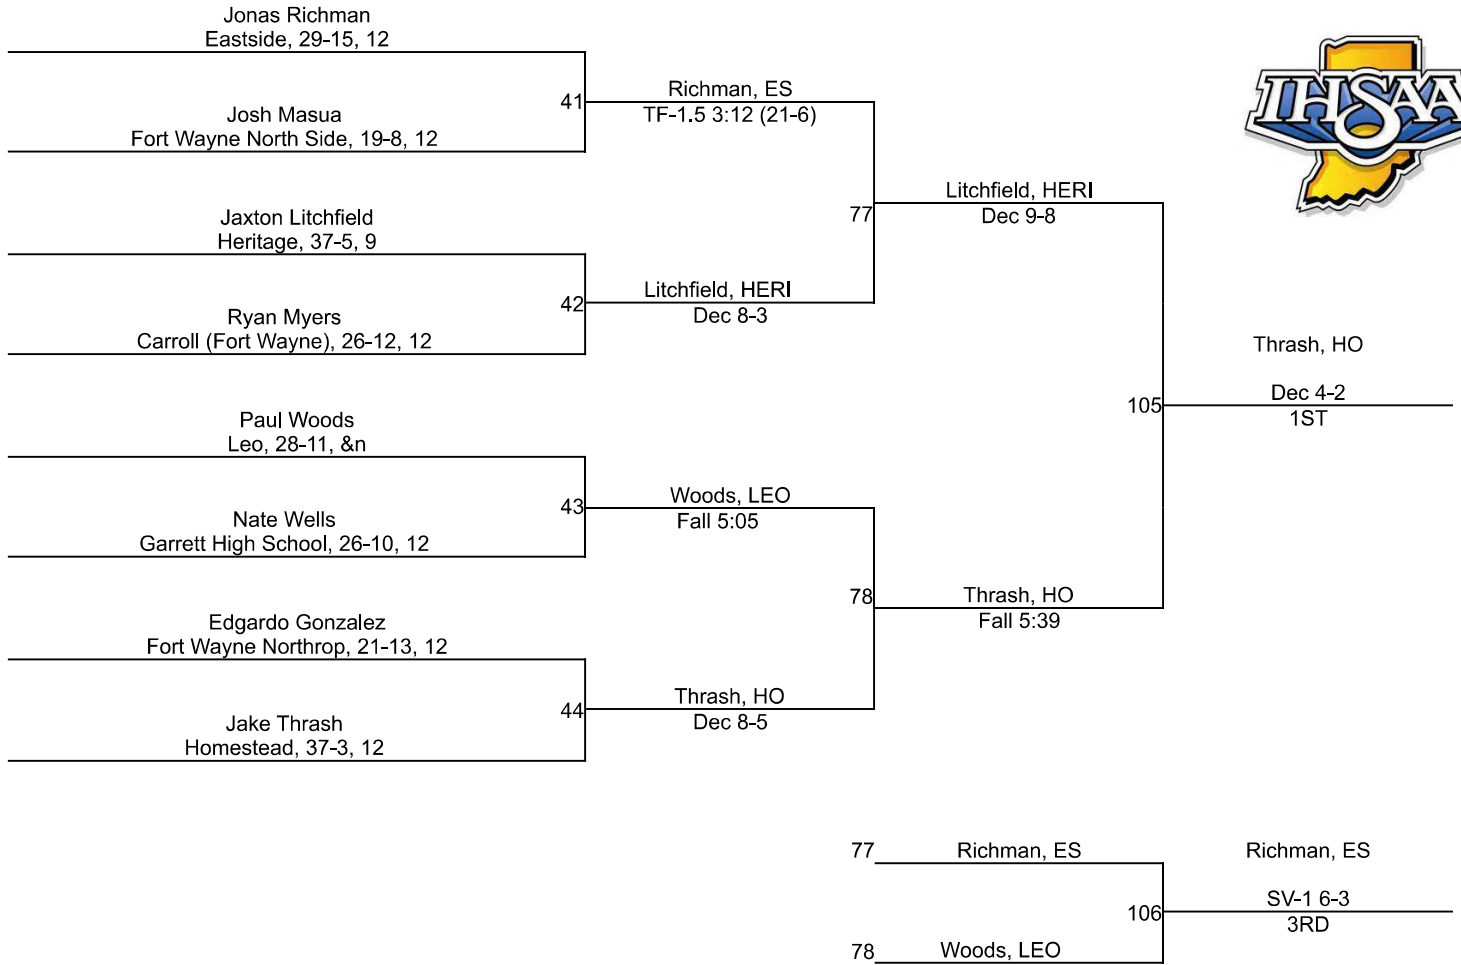 Jonas Richman
Eastside, 29-15, 12
41
Richman, ES
TF-1.5 3:12 (21-6)
Josh Masua
Fort Wayne North Side, 19-8, 12
IHSAA
77
Litchfield, HERI
Dec 9-8
Jaxton Litchfield
Heritage, 37-5, 9
42
Litchfield, HERI
Dec 8-3
Ryan Myers
Carroll (Fort Wayne), 26-12, 12
105
Thrash, HO
Dec 4-2
1ST
Paul Woods
Leo, 28-11, &n
43
Woods, LEO
Fall 5:05
Nate Wells
Garrett High School, 26-10, 12
78
Thrash, HO
Fall 5:39
Edgardo Gonzalez
Fort Wayne Northrop, 21-13, 12
44
Thrash, HO
Dec 8-5
Jake Thrash
Homestead, 37-3, 12
77
Richman, ES
106
Richman, ES
SV-1 6-3
3RD
78
Woods, LEO